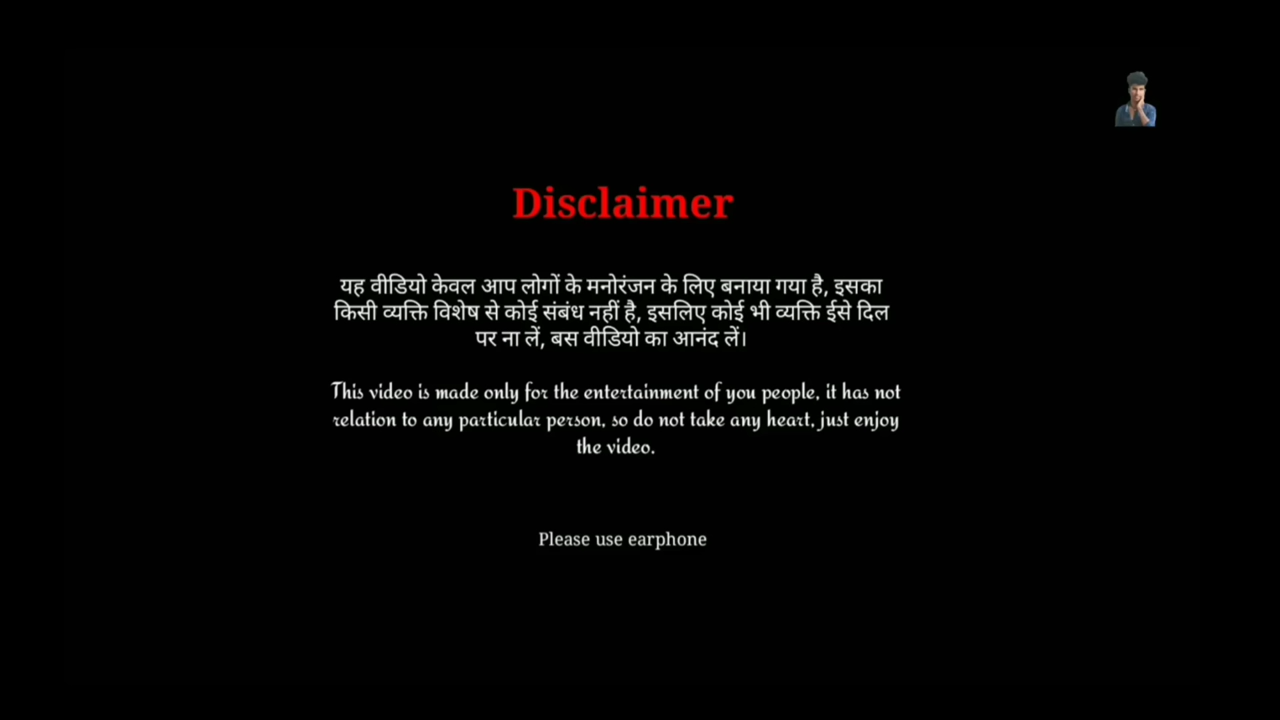 Disclaimer
यह वीडियो केवल आप लोगों के मनोरंजन के लिए बनाया गया है, इसका
किसी व्यक्ति विशेष से कोई संबंध नहीं है, इसलिए कोई भी व्यक्ति ईसे दिल
पर ना लें, बस वीडियो का आनंद लें।
This video is made only for the entertainment of you people, it has not
relation to any particular person, so do not take any heart, just enjoy
the video.
Please use earphone